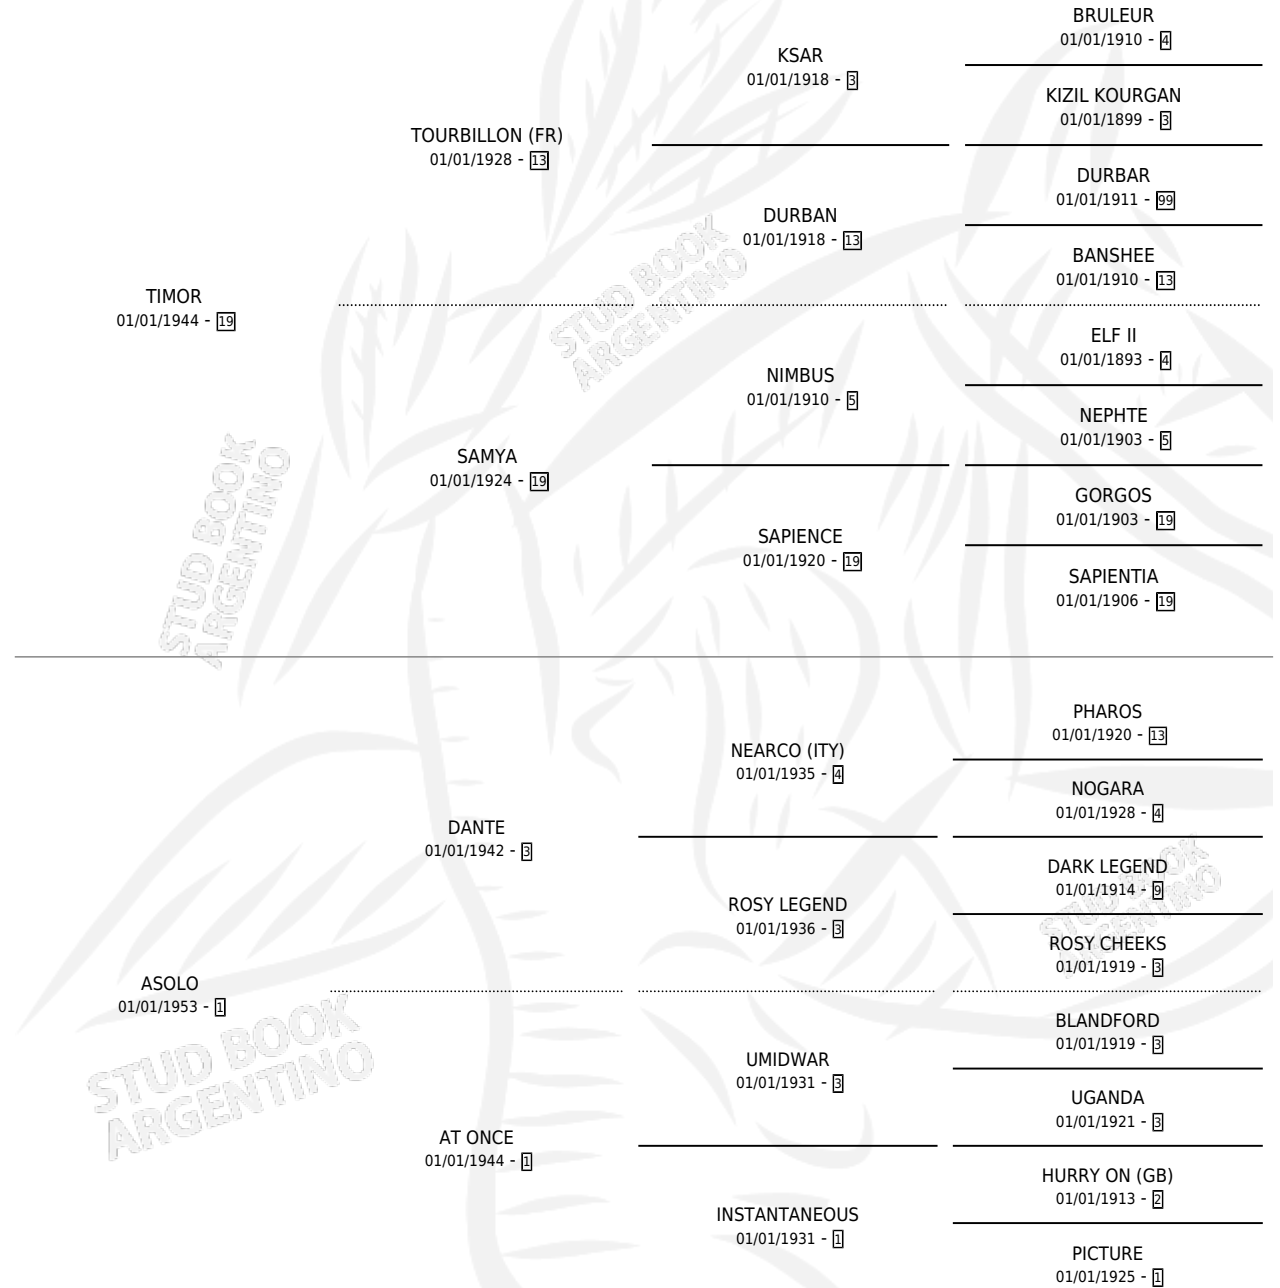 BRULEUR
01/01/1910 - 4
KSAR
01/01/1918 - 3
KIZIL KOURGAN
01/01/1899 - 3
TOURBILLON (FR)
01/01/1928 - 13
DURBAR
01/01/1911 - 99
DURBAN
01/01/1918 - 13
BANSHEE
01/01/1910 - 13
TIMOR
01/01/1944 - 19
ELF II
01/01/1893 - 4
NIMBUS
01/01/1910 - 5
NEPHTE
01/01/1903 - 5
SAMYA
01/01/1924 - 19
GORGOS
01/01/1903 - 19
SAPIENCE
01/01/1920 - 19
SAPIENTIA
01/01/1906 - 19
STUD BOOK
ARGENTINO
STUD BOOK
ARGENTINO
PHAROS
01/01/1920 - 13
NEARCO (ITY)
01/01/1935 - 4
NOGARA
01/01/1928 - 4
DANTE
01/01/1942 - 3
DARK LEGEND
01/01/1914 - 9
ROSY LEGEND
01/01/1936 - 3
ROSY CHEEKS
01/01/1919 - 3
ASOLO
01/01/1953 - 1
BLANDFORD
01/01/1919 - 3
UMIDWAR
01/01/1931 - 3
UGANDA
01/01/1921 - 3
AT ONCE
01/01/1944 - 1
HURRY ON (GB)
01/01/1913 - 2
INSTANTANEOUS
01/01/1931 - 1
PICTURE
01/01/1925 - 1
STUD BOOK
ARGENTINO
STUD BOOK
ARGENTINO